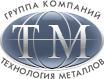 ГРУППА КОМПАНИЙ
ТМ
ТЕХНОЛОГИЯ МЕТАЛЛОВ